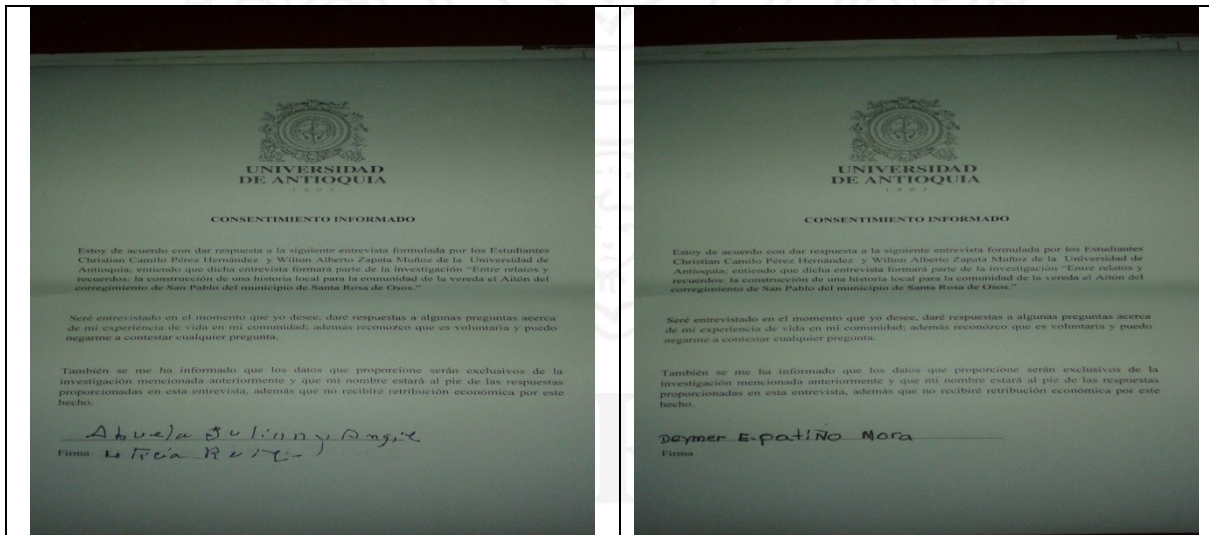 UNIVERSIDAD
DE ANTIOQUIA
1803
CONSENTIMIENTO INFORMADO
Estoy de acuerdo con dar respuesta a la siguiente entrevista formulada por los Estudiantes
Christian Camilo Pérez Hernández y Wilton Alberto Zapata Muñoz de la Universidad de
Antioquia; entiendo que dicha entrevista formará parte de la investigación "Entre relatos y
recuerdos: la construcción de una historia local para la comunidad de la vereda el Aitón del
corregimiento de San Pablo del municipio de Santa Rosa de Osos."
Seré entrevistado en el momento que yo desee, daré respuestas a algunas preguntas acerca
de mi experiencia de vida en mi comunidad; además reconozco que es voluntaria y puedo
negarme a contestar cualquier pregunta.
También se me ha informado que los datos que proporcione serán exclusivos de la
investigación mencionada anteriormente y que mi nombre estará al pie de las respuestas
proporcionadas en esta entrevista, además que no recibiré retribución económica por este
hecho.
Abuela
Firma
UNIVERSIDAD
DE ANTIOQUIA
1803
CONSENTIMIENTO INFORMADO
Estoy de acuerdo con dar respuesta a la siguiente entrevista formulada por los Estudiantes
Christian Camilo Pérez Hernández y Wilton Alberto Zapata Muñoz de la Universidad de
Antioquia; entiendo que dicha entrevista formará parte de la investigación "Entre relatos y
recuerdos: la construcción de una historia local para la comunidad de la vereda el Aitón del
corregimiento de San Pablo del municipio de Santa Rosa de Osos."
Seré entrevistado en el momento que yo desee, daré respuestas a algunas preguntas acerca
de mi experiencia de vida en mi comunidad; además reconozco que es voluntaria y puedo
negarme a contestar cualquier pregunta.
También se me ha informado que los datos que proporcione serán exclusivos de la
investigación mencionada anteriormente y que mi nombre estará al pie de las respuestas
proporcionadas en esta entrevista, además que no recibiré retribución económica por este
hecho.
Deymer E. patiÑo Mora
Firma